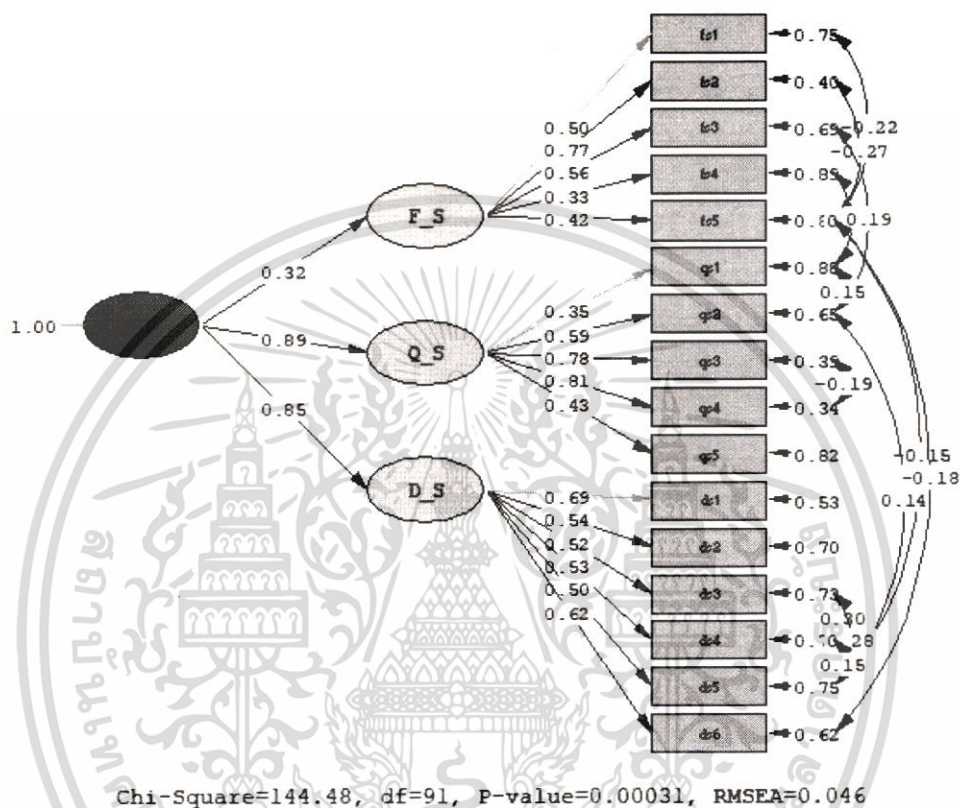 fs1 0.75
fs2 0.40
0.50
fs3 0.69 -0.22
0.77
-0.27
0.56
fs4 0.89
0.33
F_S
0.42
fs5 0.19
0.32
qs1 0.88
0.15
1.00
0.35
qs2 0.65
0.89
0.59
Q_S
0.78
qs3 0.39
-0.19
0.81
0.43
qs4 0.34
0.85
qs5 0.82
-0.15
-0.18
D_S
0.69
ds1 0.53 0.14
0.54
ds2 0.70
0.52
0.53
ds3 0.73
0.50
0.30
0.62
ds4
0.15
ds5 0.75
ds6 0.62
Chi-Square=144.48, df=91, P-value=0.00031, RMSEA=0.046